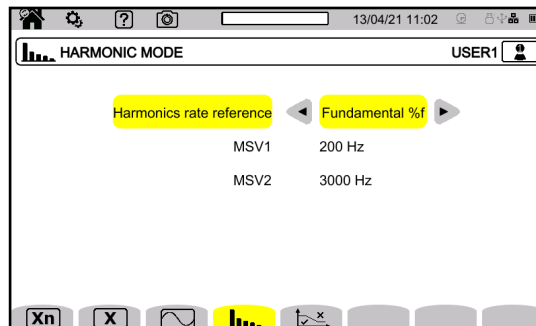 ?
13/04/21 11:02
HARMONIC MODE
USER1
Harmonics rate reference ◄ Fundamental %f ►
MSV1 200 Hz
MSV2 3000 Hz
Xn X